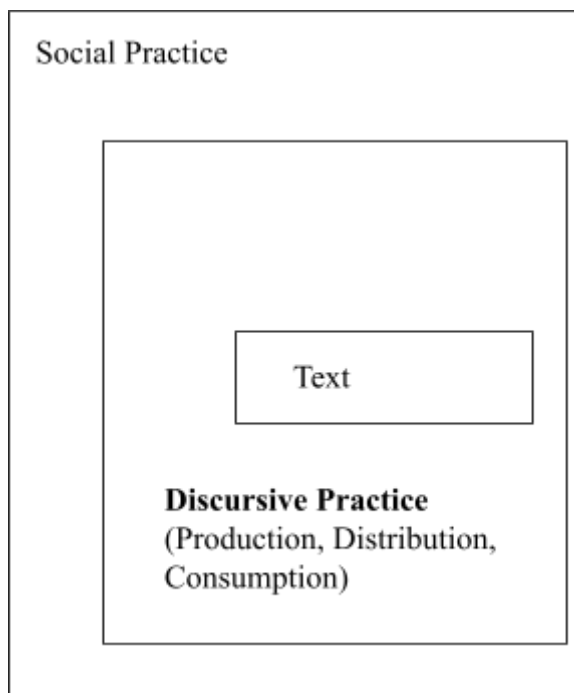 Social Practice
Text
Discursive Practice
(Production, Distribution,
Consumption)